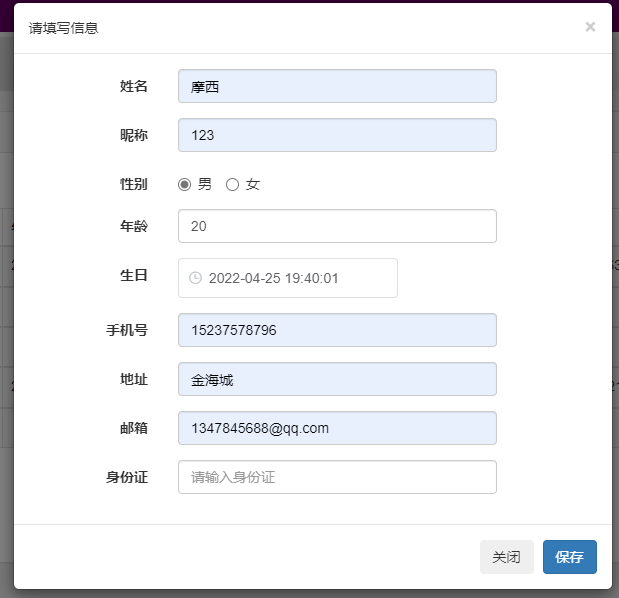 请填写信息
×
姓名 摩西
昵称 123
性别 男 女
年龄 20
生日 2022-04-25 19:40:01
手机号 15237578796
地址 金海城
邮箱 1347845688@qq.com
身份证 请输入身份证
关闭 保存